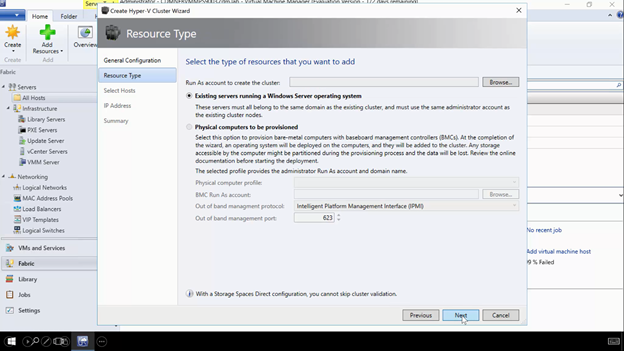 Administrator
Virtual Machine Manager (Evaluation Version
Home
Folder
Create
Add
Resources
Overview
Create
Add
Fabric
Servers
All Hosts
Infrastructure
Library Servers
PXE Servers
Update Server
vCenter Servers
VMM Server
Networking
Logical Networks
MAC Address Pools
Load Balancers
VIP Templates
Logical Switches
VMs and Services
Fabric
Library
Jobs
Settings
Create Hyper-V Cluster Wizard
Resource Type
General Configuration
Resource Type
Select Hosts
IP Address
Summary
Select the type of resources that you want to add
Run As account to create the cluster:
Browse...
Existing servers running a Windows Server operating system
These servers must all belong to the same domain as the existing cluster, and must use the same administrator account as
the existing cluster nodes.
Physical computers to be provisioned
Select this option to provision bare-metal computers with baseboard management controllers (BMCs). At the completion of
the wizard, an operating system will be deployed on the computers, and they will be added to the cluster. Any storage
accessible by the computer might be partitioned during the provisioning process and the data will be lost. Review the online
documentation before starting the deployment.
The selected profile provides the administrator Run As account and domain name.
Physical computer profile:
BMC Run As account:
Browse...
Out of band managment protocol:
Intelligent Platform Management Interface (IPMI)
Out of band management port:
623
With a Storage Spaces Direct configuration, you cannot skip cluster validation.
Previous
Next
Cancel
No recent job
Add virtual machine host
9 % Failed